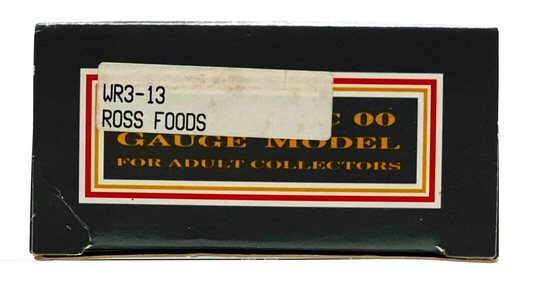 WR3-13
ROSS FOODS
C 00
GAUGE MODEL
FOR ADULT COLLECTORS